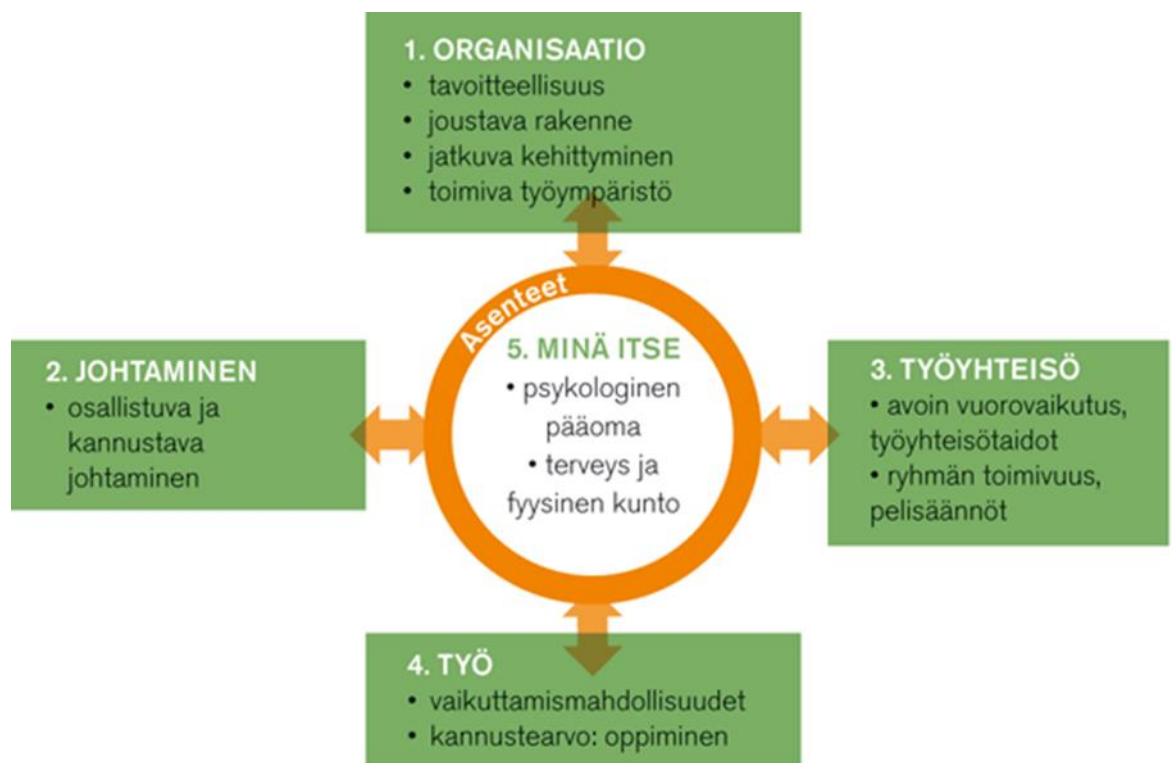 1. ORGANISAATIO
• tavoitteellisuus
• joustava rakenne
• jatkuva kehittyminen
• toimiva työympäristö
Asenteet
5. MINÄ ITSE
• psykologinen
pääoma
• terveys ja
fyysinen kunto
2. JOHTAMINEN
• osallistuva ja
kannustava
johtaminen
3. TYÖYHTEISÖ
• avoin vuorovaikutus,
työyhteisötaidot
• ryhmän toimivuus,
pelisäännöt
4. TYÖ
• vaikuttamismahdollisuudet
• kannustearvo: oppiminen